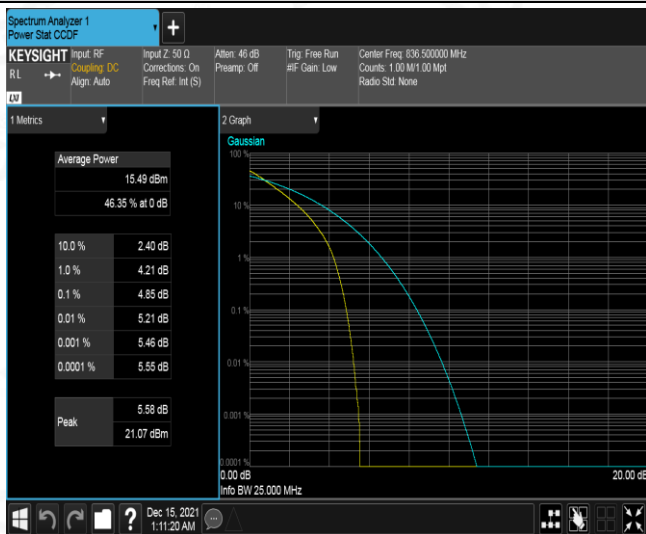 Spectrum Analyzer 1
Power Stat CCDF
+
KEYSIGHT
RL
LXI
Input: RF
Coupling: DC
Align: Auto
Input Z: 50 Ω
Corrections: On
Freq Ref: Int (S)
Atten: 46 dB
Preamp: Off
Trig: Free Run
#IF Gain: Low
Center Freq: 836.500000 MHz
Counts: 1.00 M/1.00 Mpt
Radio Std: None
1 Metrics
Average Power
15.49 dBm
46.35 % at 0 dB
10.0 % 2.40 dB
1.0 % 4.21 dB
0.1 % 4.85 dB
0.01 % 5.21 dB
0.001 % 5.46 dB
0.0001 % 5.55 dB
Peak
5.58 dB
21.07 dBm
2 Graph
Gaussian
100 %
10 %
1 %
0.1 %
0.01 %
0.001 %
0.0001 %
0.00 dB 20.00 dB
Info BW 25.000 MHz
?
Dec 15, 2021
1:11:20 AM